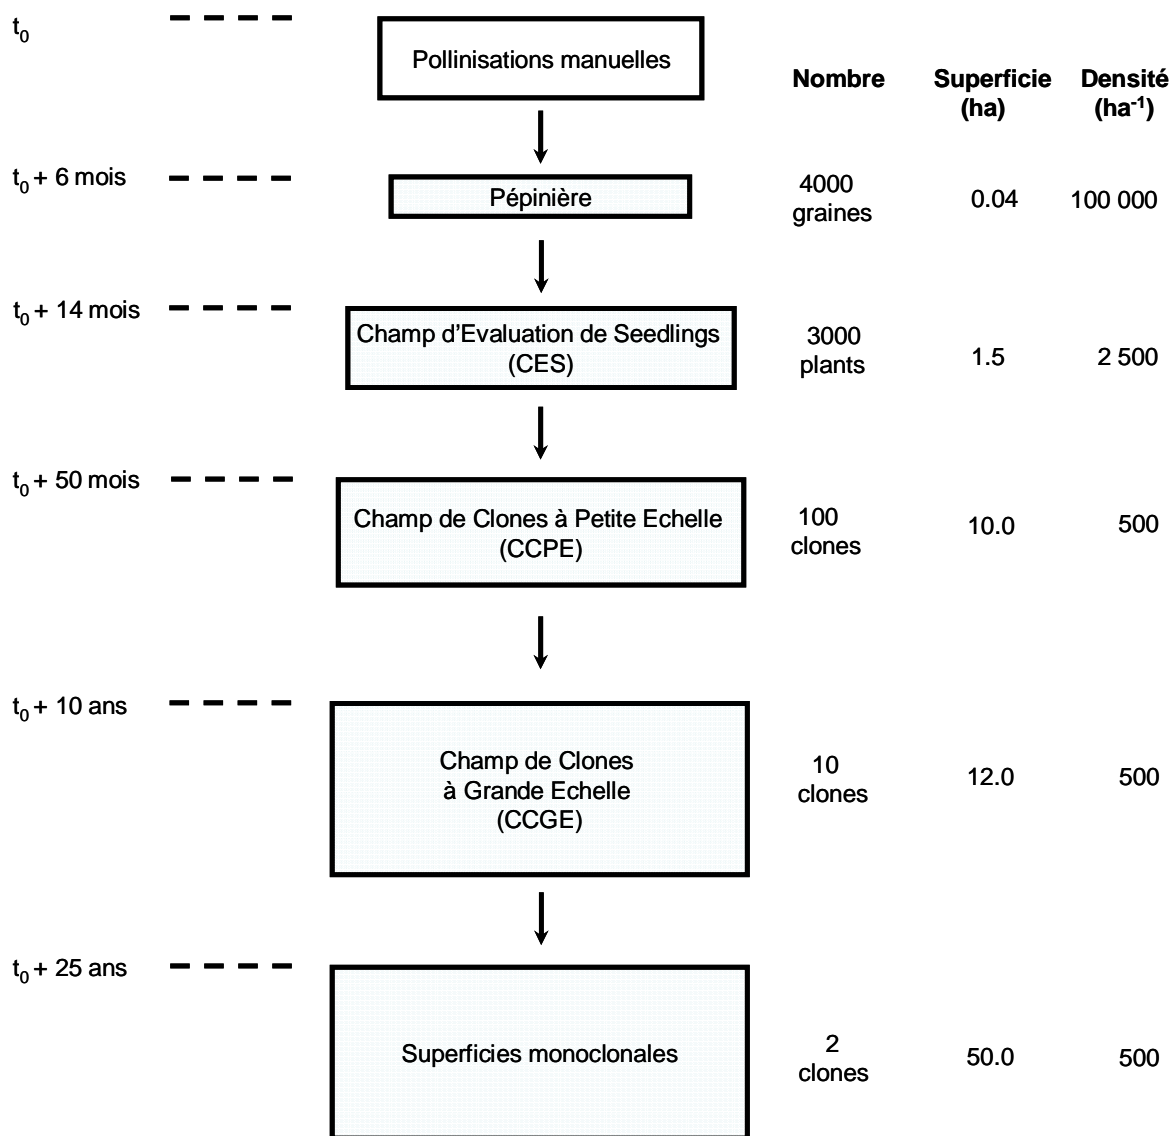 t0
Pollinisations manuelles
Nombre Superficie Densité
(ha) (ha-1)
t0 + 6 mois
Pépinière
4000
graines
0.04
100 000
t0 + 14 mois
Champ d'Evaluation de Seedlings
(CES)
3000
plants
1.5
2 500
t0 + 50 mois
Champ de Clones à Petite Echelle
(CCPE)
100
clones
10.0
500
t0 + 10 ans
Champ de Clones
à Grande Echelle
(CCGE)
10
clones
12.0
500
t0 + 25 ans
Superficies monoclonales
2
clones
50.0
500